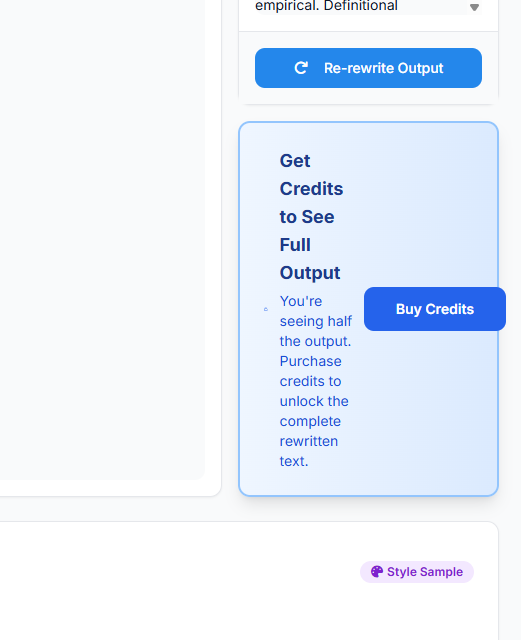 empirical. Definitional
Re-rewrite Output
Get
Credits
to See
Full
Output
You're
seeing half
the output.
Purchase
credits to
unlock the
complete
rewritten
text.
Buy Credits
Style Sample